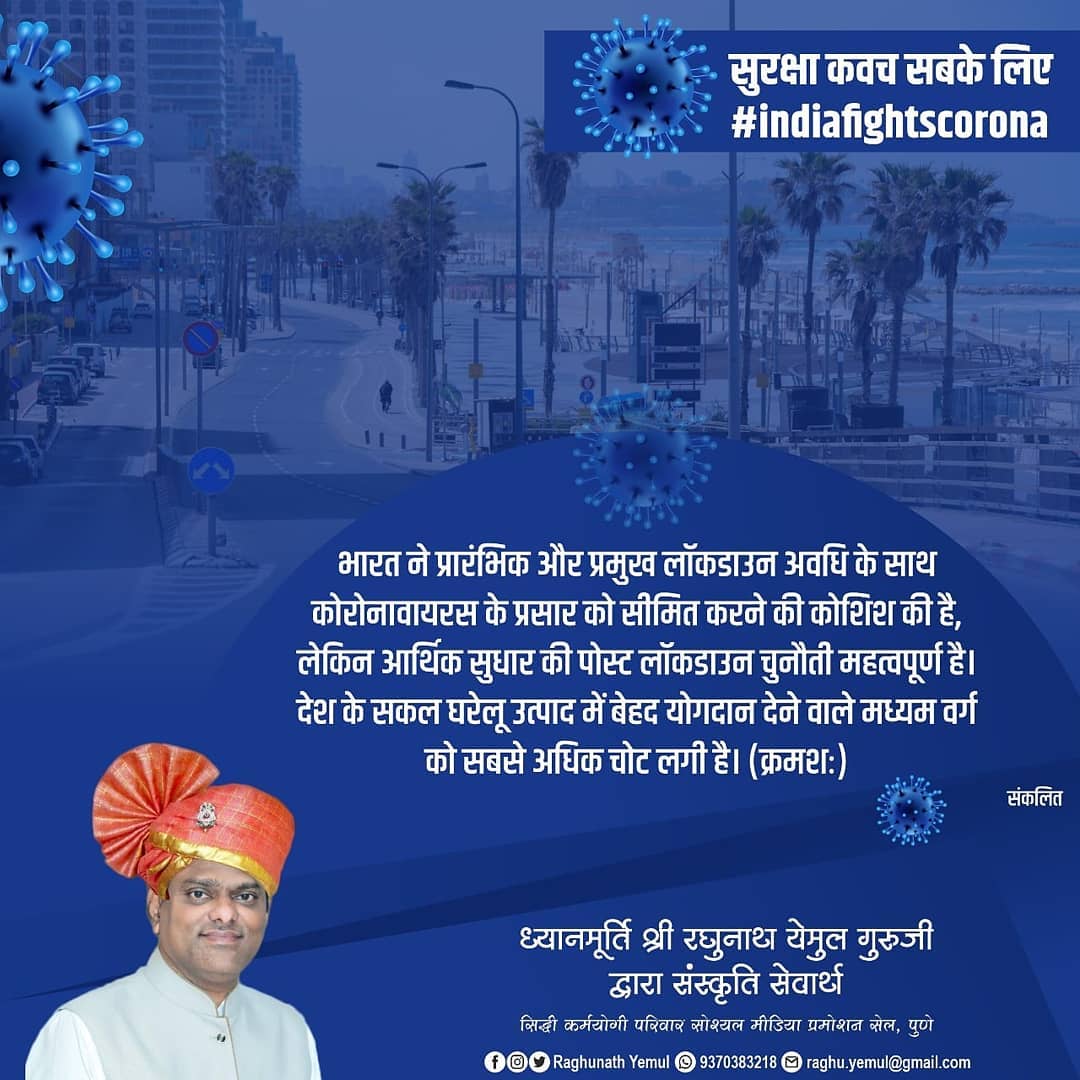 सुरक्षा कवच सबके लिए
#indiafightscorona
भारत ने प्रारंभिक और प्रमुख लॉकडाउन अवधि के साथ
कोरोनावायरस के प्रसार को सीमित करने की कोशिश की है,
लेकिन आर्थिक सुधार की पोस्ट लॉकडाउन चुनौती महत्वपूर्ण है।
देश के सकल घरेलू उत्पाद में बेहद योगदान देने वाले मध्यम वर्ग
को सबसे अधिक चोट लगी है। (क्रमश:)
संकलित
ध्यानमूर्ति श्री रघुनाथ येमुल गुरुजी
द्वारा संस्कृति सेवार्थ
सिद्धी कर्मयोगी परिवार सोश्यल मीडिया प्रमोशन सेल, पुणे
Raghunath Yemul 9370383218 raghu.yemul@gmail.com